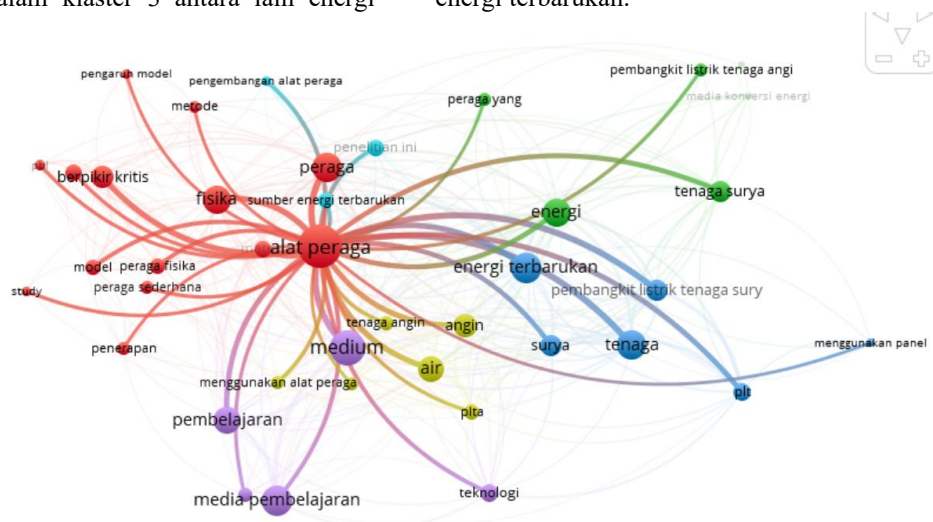 alam klaster 3 antara lain energi
energi terbarukan.
pembangkit listrik tenaga angi
pengaruh model
pengembangan alat peraga
media konversi energi
peraga yang
metode
penelitian ini
peraga
berpikir kritis
tenaga surya
fisika
sumber energi terbarukan
energi
alat peraga
model
peraga fisika
energi terbarukan
peraga sederhana
pembangkit listrik tenaga sury
study
tenaga angin
angin
menggunakan panel
penerapan
medium
surya
tenaga
air
menggunakan alat peraga
plt
plta
pembelajaran
teknologi
media pembelajaran